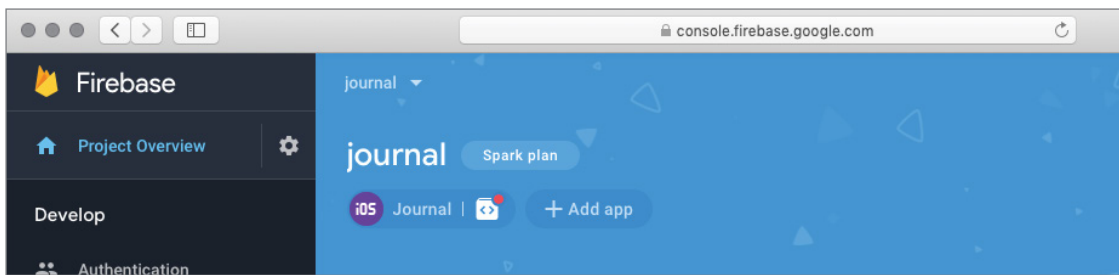 console.firebase.google.com
Firebase
journal
Project Overview
journal Spark plan
iOS Journal | + Add app
Develop
Authentication